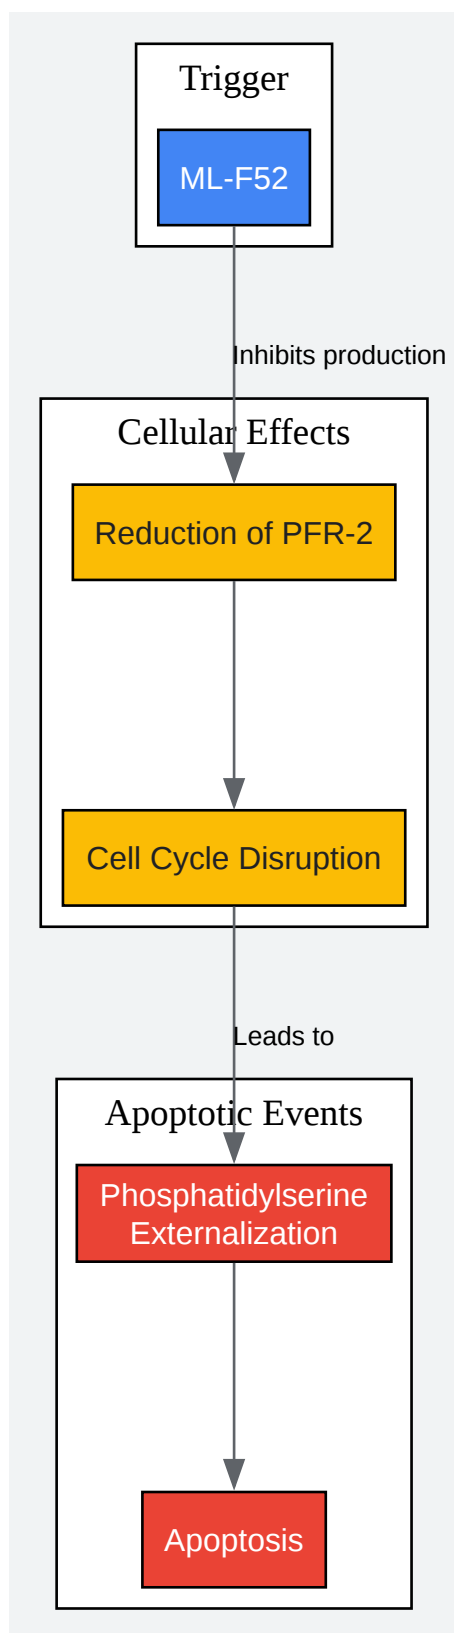 Trigger
ML-F52
Inhibits production
Cellular Effects
Reduction of PFR-2
Cell Cycle Disruption
Leads to
Apoptotic Events
Phosphatidylserine
Externalization
Apoptosis